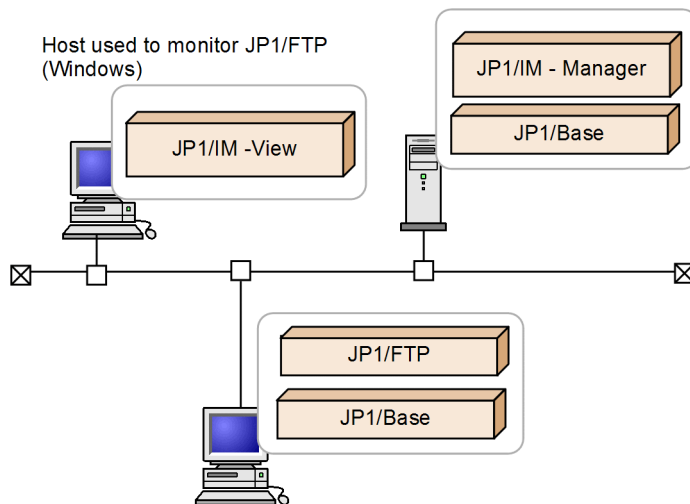 Host used to monitor JP1/FTP
(Windows)
JP1/IM - Manager
JP1/Base
JP1/IM -View
JP1/FTP
JP1/Base